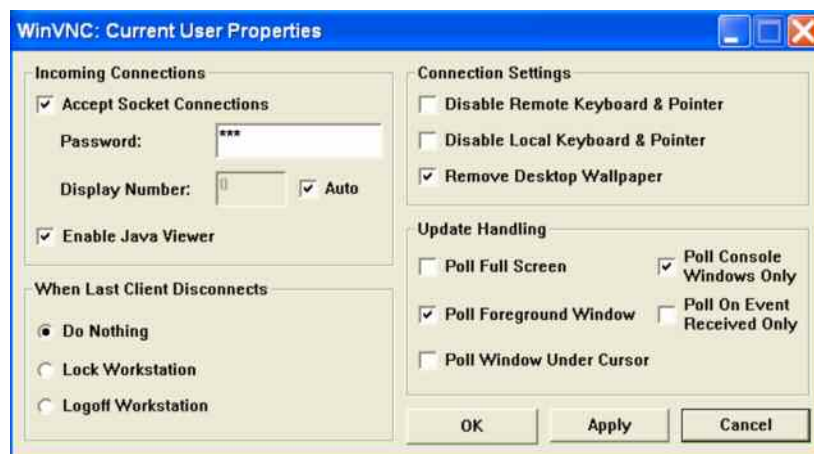 WinVNC: Current User Properties
Incoming Connections
Accept Socket Connections
Password: ***
Display Number: 0 Auto
Enable Java Viewer
When Last Client Disconnects
Do Nothing
Lock Workstation
Logoff Workstation
Connection Settings
Disable Remote Keyboard & Pointer
Disable Local Keyboard & Pointer
Remove Desktop Wallpaper
Update Handling
Poll Full Screen
Poll Console
Windows Only
Poll Foreground Window
Poll On Event
Received Only
Poll Window Under Cursor
OK Apply Cancel